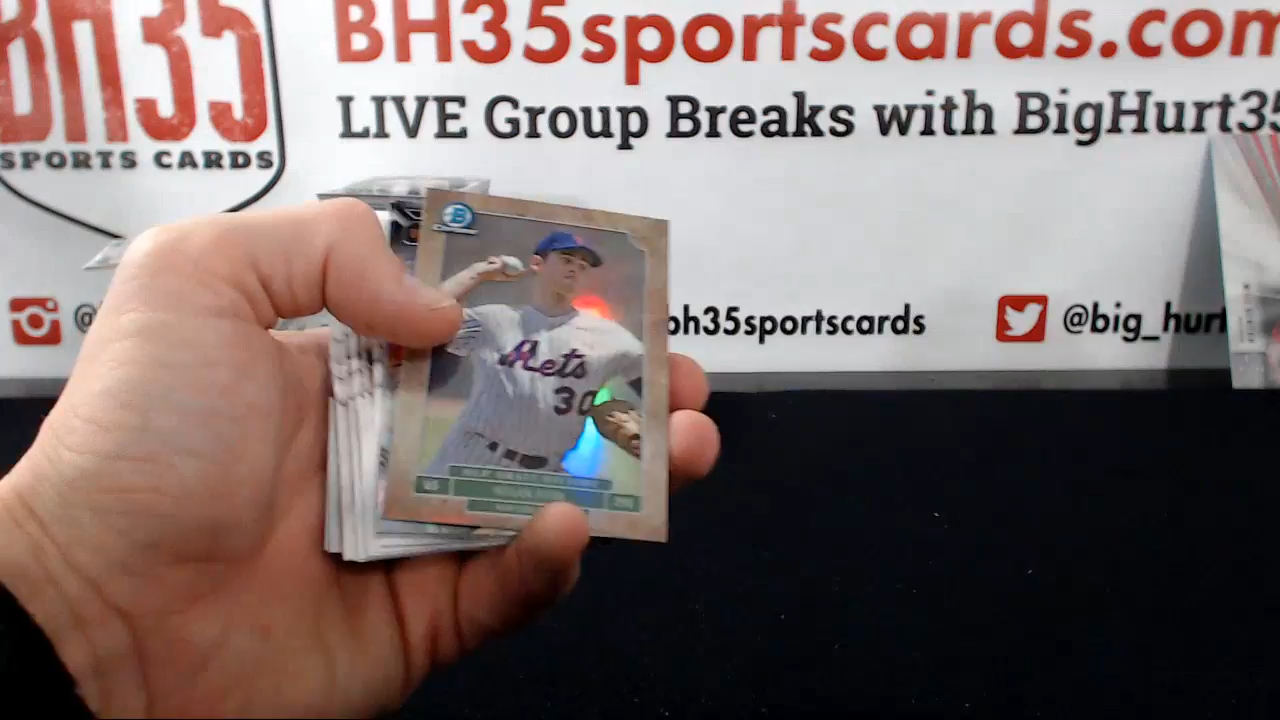 BH35
SPORTS CARDS
BH35sportscards.com
LIVE Group Breaks with BigHurt35
@
bh35sportscards
@big_hurt
B
Mets
30